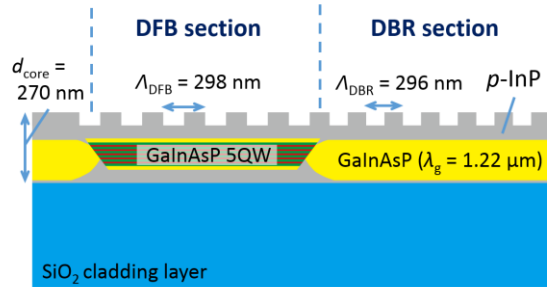 DFB section
DBR section
d_core =
270 nm
Λ_DFB = 298 nm
Λ_DBR = 296 nm
p-InP
GaInAsP 5QW
GaInAsP (λ_g = 1.22 μm)
SiO₂ cladding layer